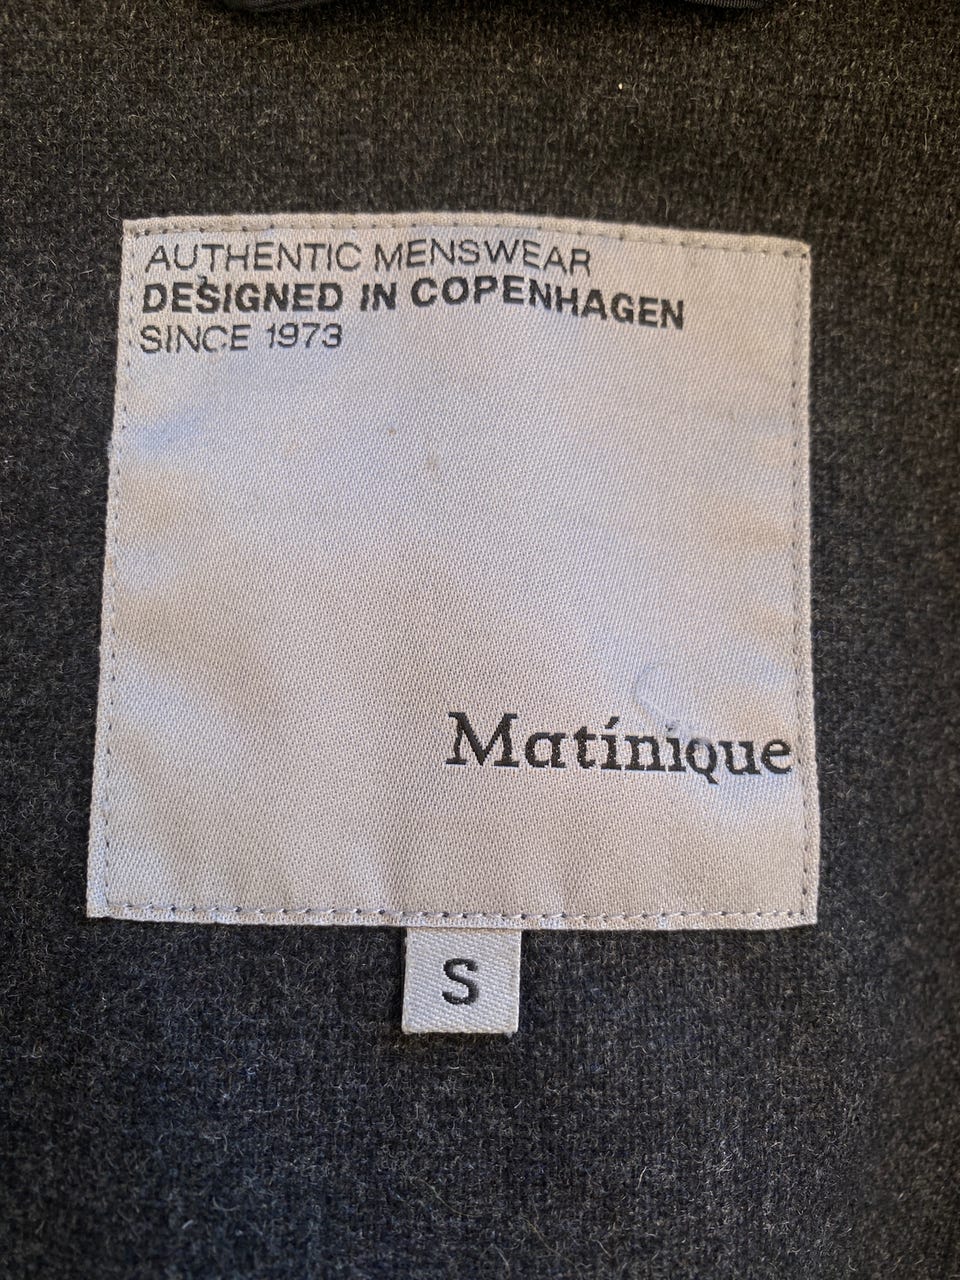 AUTHENTIC MENSWEAR
DESIGNED IN COPENHAGEN
SINCE 1973
Matínique
S